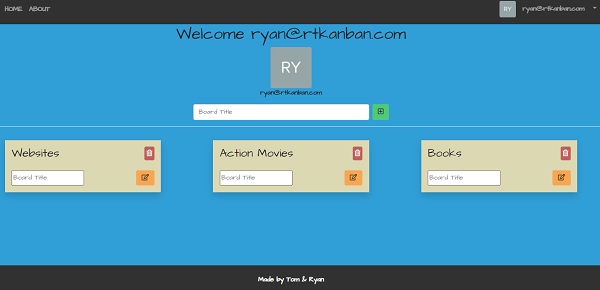 HOME ABOUT RY ryan@rtkanban.com
Welcome ryan@rtkanban.com
RY
ryan@rtkanban.com
Board Title
Websites Action Movies Books
Board Title Board Title Board Title
Made by Tom & Ryan